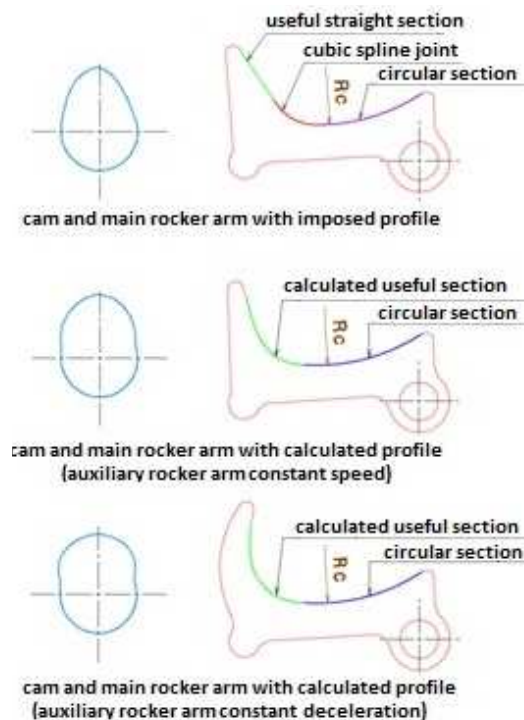 useful straight section
cubic spline joint
circular section
Rc
cam and main rocker arm with imposed profile
calculated useful section
circular section
Rc
cam and main rocker arm with calculated profile
(auxiliary rocker arm constant speed)
calculated useful section
circular section
Rc
cam and main rocker arm with calculated profile
(auxiliary rocker arm constant deceleration)